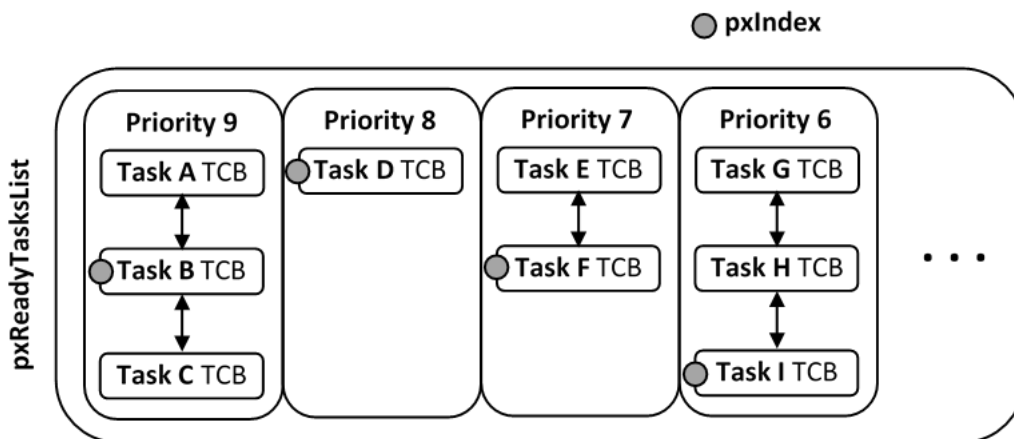 pxIndex
pxReadyTasksList
Priority 9
Task A TCB
Task B TCB
Task C TCB
Priority 8
Task D TCB
Priority 7
Task E TCB
Task F TCB
Priority 6
Task G TCB
Task H TCB
Task I TCB
. . .